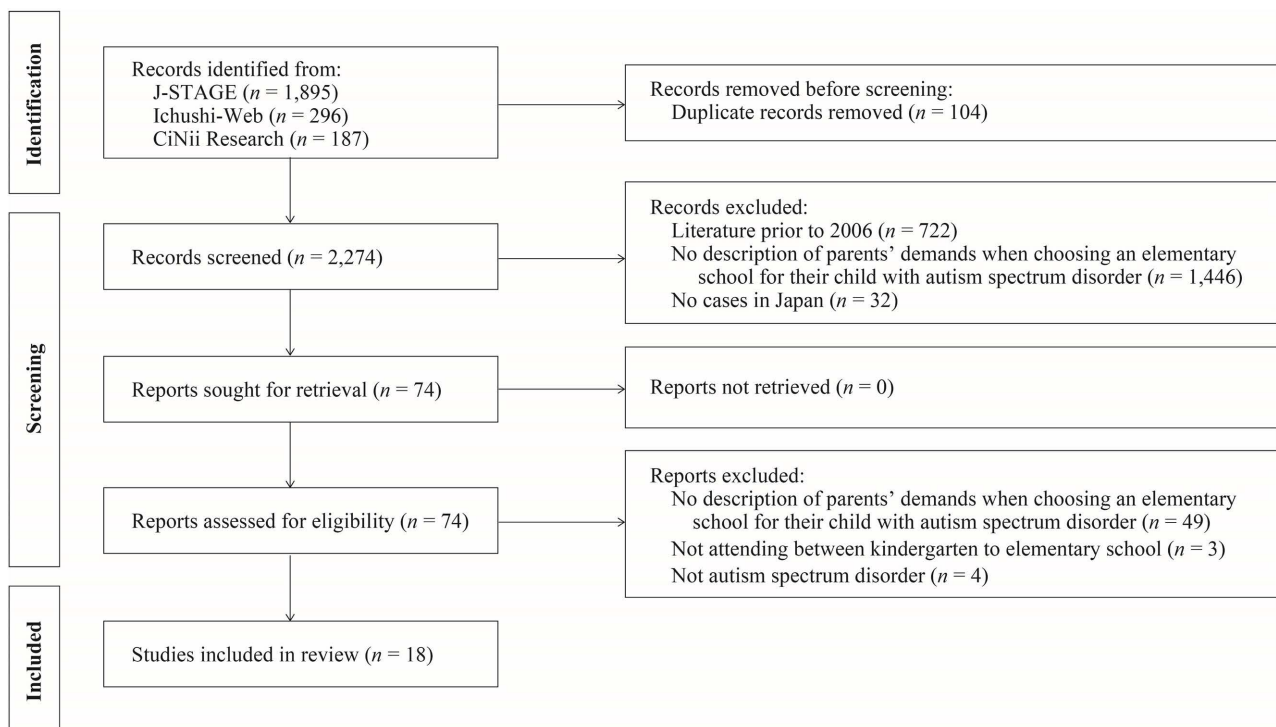 Identification
Records identified from:
J-STAGE (n = 1,895)
Ichushi-Web (n = 296)
CiNii Research (n = 187)
Records removed before screening:
Duplicate records removed (n = 104)
Screening
Records screened (n = 2,274)
Records excluded:
Literature prior to 2006 (n = 722)
No description of parents’ demands when choosing an elementary
school for their child with autism spectrum disorder (n = 1,446)
No cases in Japan (n = 32)
Reports sought for retrieval (n = 74)
Reports not retrieved (n = 0)
Reports assessed for eligibility (n = 74)
Reports excluded:
No description of parents’ demands when choosing an elementary
school for their child with autism spectrum disorder (n = 49)
Not attending between kindergarten to elementary school (n = 3)
Not autism spectrum disorder (n = 4)
Included
Studies included in review (n = 18)